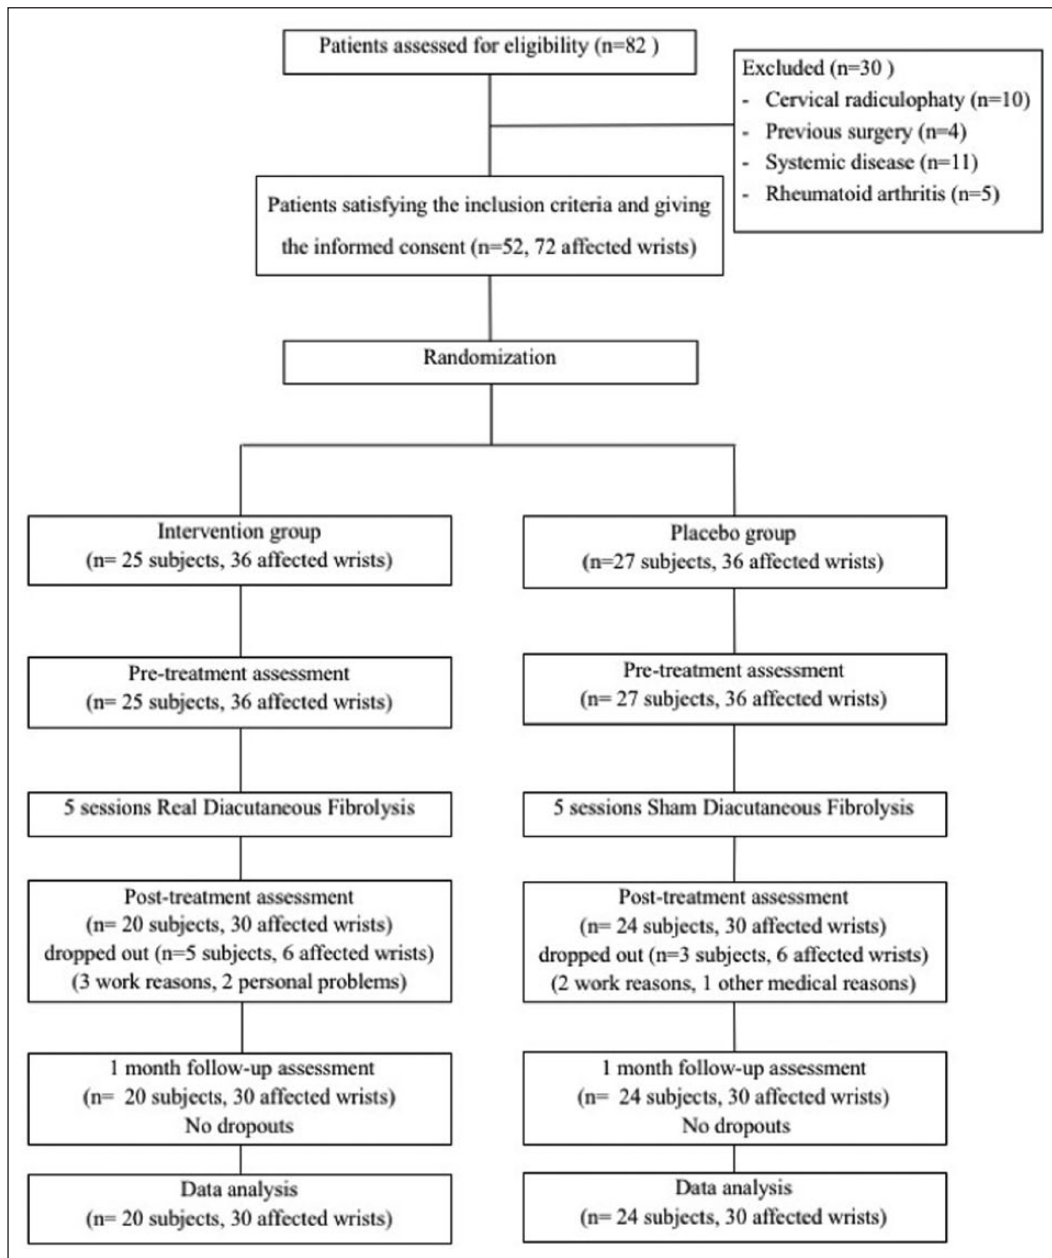 Patients assessed for eligibility (n=82 )
Excluded (n=30 )
- Cervical radiculophaty (n=10)
- Previous surgery (n=4)
- Systemic disease (n=11)
- Rheumatoid arthritis (n=5)
Patients satisfying the inclusion criteria and giving
the informed consent (n=52, 72 affected wrists)
Randomization
Intervention group
(n= 25 subjects, 36 affected wrists)
Placebo group
(n=27 subjects, 36 affected wrists)
Pre-treatment assessment
(n= 25 subjects, 36 affected wrists)
Pre-treatment assessment
(n= 27 subjects, 36 affected wrists)
5 sessions Real Diacutaneous Fibrolysis
5 sessions Sham Diacutaneous Fibrolysis
Post-treatment assessment
(n= 20 subjects, 30 affected wrists)
dropped out (n=5 subjects, 6 affected wrists)
(3 work reasons, 2 personal problems)
Post-treatment assessment
(n= 24 subjects, 30 affected wrists)
dropped out (n=3 subjects, 6 affected wrists)
(2 work reasons, 1 other medical reasons)
1 month follow-up assessment
(n=  20 subjects, 30 affected wrists)
No dropouts
1 month follow-up assessment
(n=  24 subjects, 30 affected wrists)
No dropouts
Data analysis
(n= 20 subjects, 30 affected wrists)
Data analysis
(n= 24 subjects, 30 affected wrists)